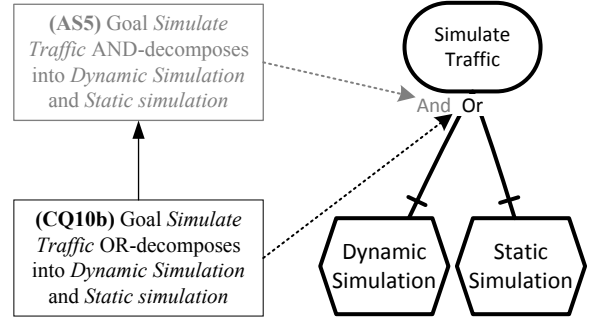 (AS5) Goal Simulate
Traffic AND-decomposes
into Dynamic Simulation
and Static simulation
Simulate
Traffic
And Or
(CQ10b) Goal Simulate
Traffic OR-decomposes
into Dynamic Simulation
and Static simulation
Dynamic
Simulation
Static
Simulation